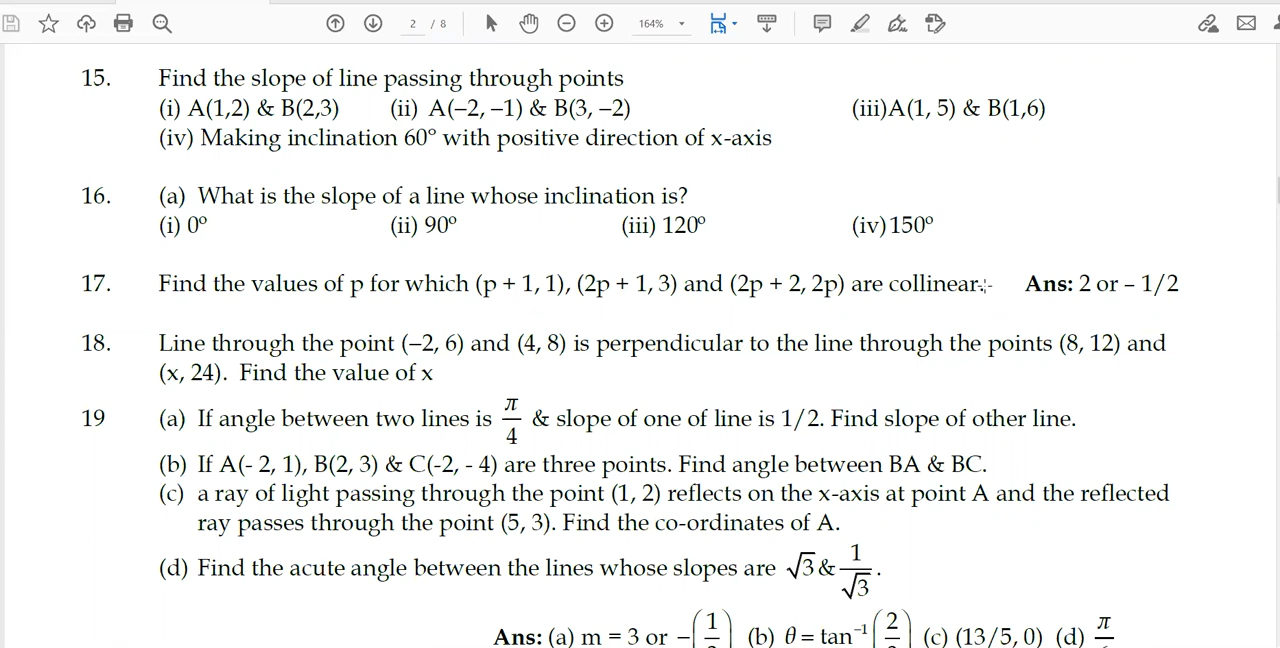 2 / 8 164%
15. Find the slope of line passing through points
(i) A(1,2) & B(2,3) (ii) A(–2, –1) & B(3, –2) (iii)A(1, 5) & B(1,6)
(iv) Making inclination 60º with positive direction of x-axis
16. (a) What is the slope of a line whose inclination is?
(i) 0º (ii) 90º (iii) 120º (iv) 150º
17. Find the values of p for which (p + 1, 1), (2p + 1, 3) and (2p + 2, 2p) are collinear. Ans: 2 or – 1/2
18. Line through the point (–2, 6) and (4, 8) is perpendicular to the line through the points (8, 12) and
(x, 24). Find the value of x
19 (a) If angle between two lines is π/4 & slope of one of line is 1/2. Find slope of other line.
(b) If A(- 2, 1), B(2, 3) & C(-2, - 4) are three points. Find angle between BA & BC.
(c) a ray of light passing through the point (1, 2) reflects on the x-axis at point A and the reflected
ray passes through the point (5, 3). Find the co-ordinates of A.
(d) Find the acute angle between the lines whose slopes are √3 & 1/√3.
Ans: (a) m = 3 or –(1 (b) θ = tan⁻¹(2 (c) (13/5, 0) (d) π